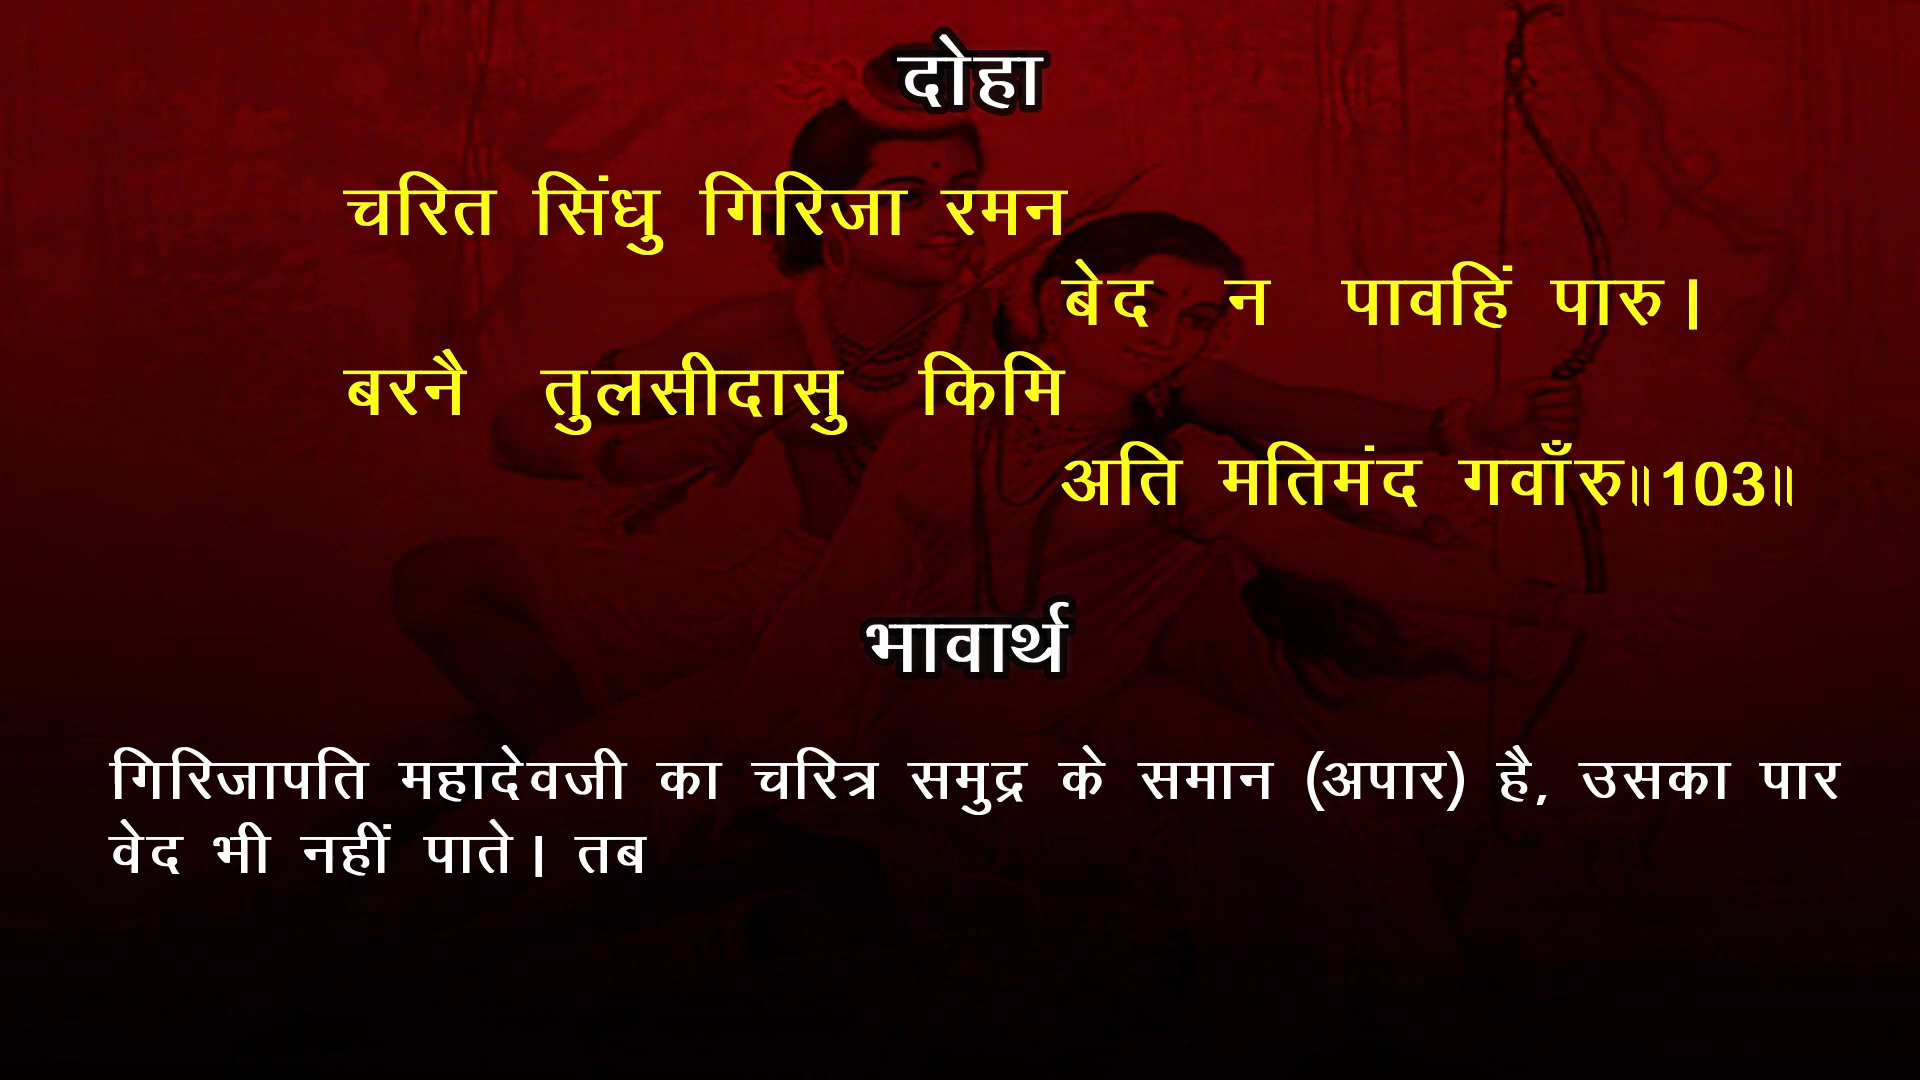 दोहा
चरित सिंधु गिरिजा रमन
बेद न पावहिं पारु।
बरनै तुलसीदासु किमि
अति मतिमंद गवाँरु॥103॥
भावार्थ
गिरिजापति महादेवजी का चरित्र समुद्र के समान (अपार) है, उसका पार
वेद भी नहीं पाते। तब